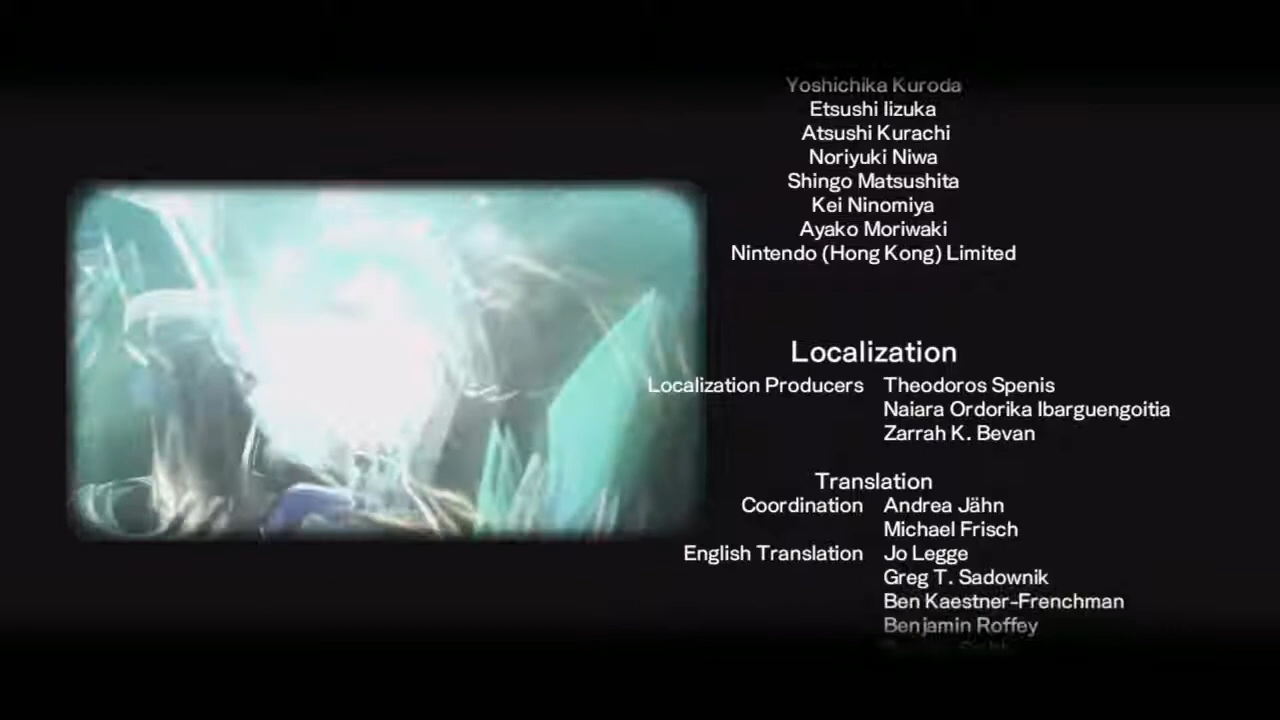 Yoshichika Kuroda
Etsushi Iizuka
Atsushi Kurachi
Noriyuki Niwa
Shingo Matsushita
Kei Ninomiya
Ayako Moriwaki
Nintendo (Hong Kong) Limited
Localization
Localization Producers Theodoros Spenis
Naiara Ordorika Ibarguengoitia
Zarrah K. Bevan
Translation
Coordination Andrea Jähn
Michael Frisch
English Translation Jo Legge
Greg T. Sadownik
Ben Kaestner-Frenchman
Benjamin Roffey